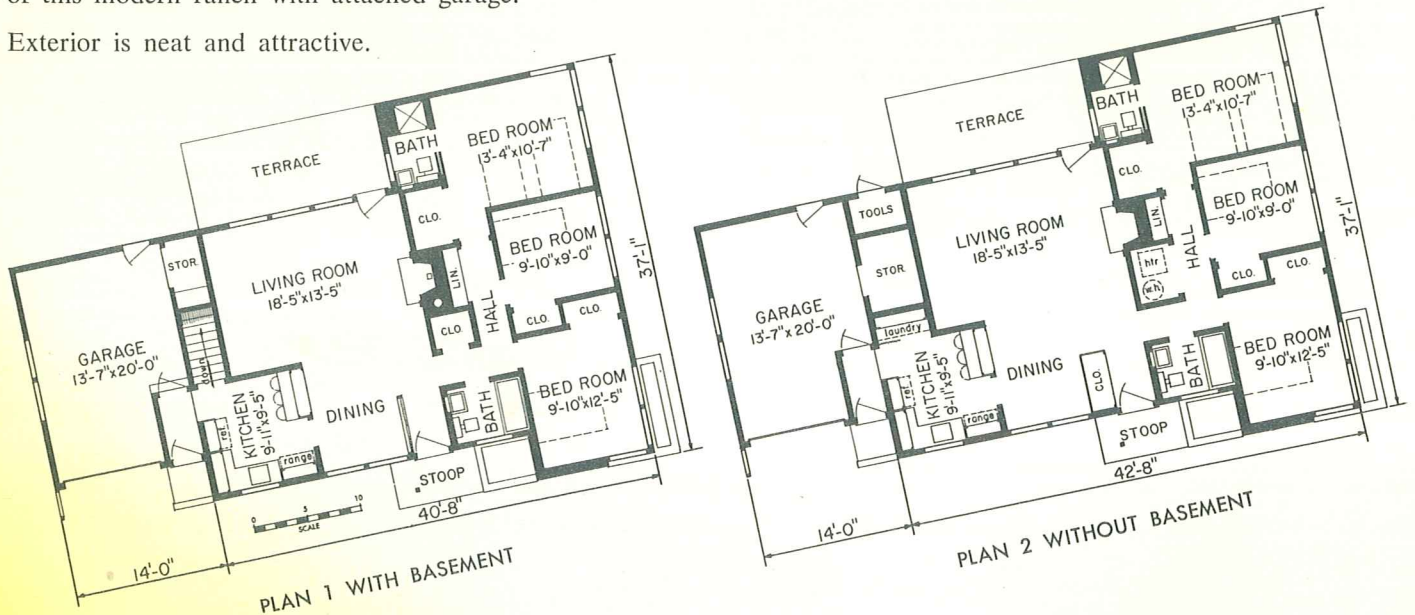 of this modern ranch with attached garage.
Exterior is neat and attractive.
TERRACE
BATH
BED ROOM
13'-4"x10'-7"
STOR.
LIVING ROOM
18'-5"x13'-5"
CLO.
LIN.
HALL
BED ROOM
9'-10"x9'-0"
CLO.
CLO.
CLO.
GARAGE
13'-7"x20'-0"
down
KITCHEN
9'-11"x9'-5"
ref.
range
DINING
BATH
BED ROOM
9'-10"x12'-5"
STOOP
37'-1"
0 5 10
SCALE
14'-0"
40'-8"
PLAN 1 WITH BASEMENT
TERRACE
BATH
BED ROOM
13'-4"x10'-7"
TOOLS
STOR.
LIVING ROOM
18'-5"x13'-5"
CLO.
LIN.
HALL
BED ROOM
9'-10"x9'-0"
htr
w.h.
CLO.
CLO.
GARAGE
13'-7"x20'-0"
laundry
KITCHEN
9'-11"x9'-5"
ref.
range
DINING
CLO.
BATH
BED ROOM
9'-10"x12'-5"
STOOP
37'-1"
14'-0"
42'-8"
PLAN 2 WITHOUT BASEMENT